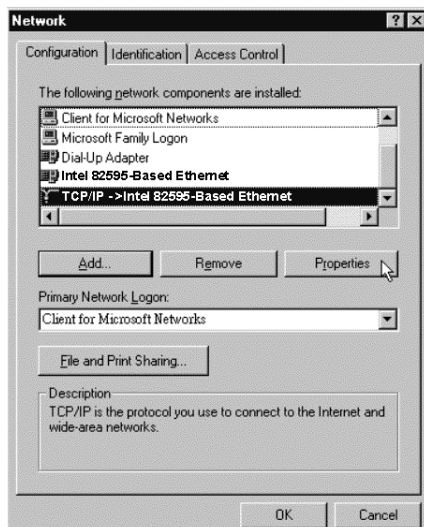 Network
Configuration Identification Access Control
The following network components are installed:
Client for Microsoft Networks
Microsoft Family Logon
Dial-Up Adapter
Intel 82595-Based Ethernet
TCP/IP ->Intel 82595-Based Ethernet
Add... Remove Properties
Primary Network Logon:
Client for Microsoft Networks
File and Print Sharing...
Description
TCP/IP is the protocol you use to connect to the Internet and
wide-area networks.
OK Cancel